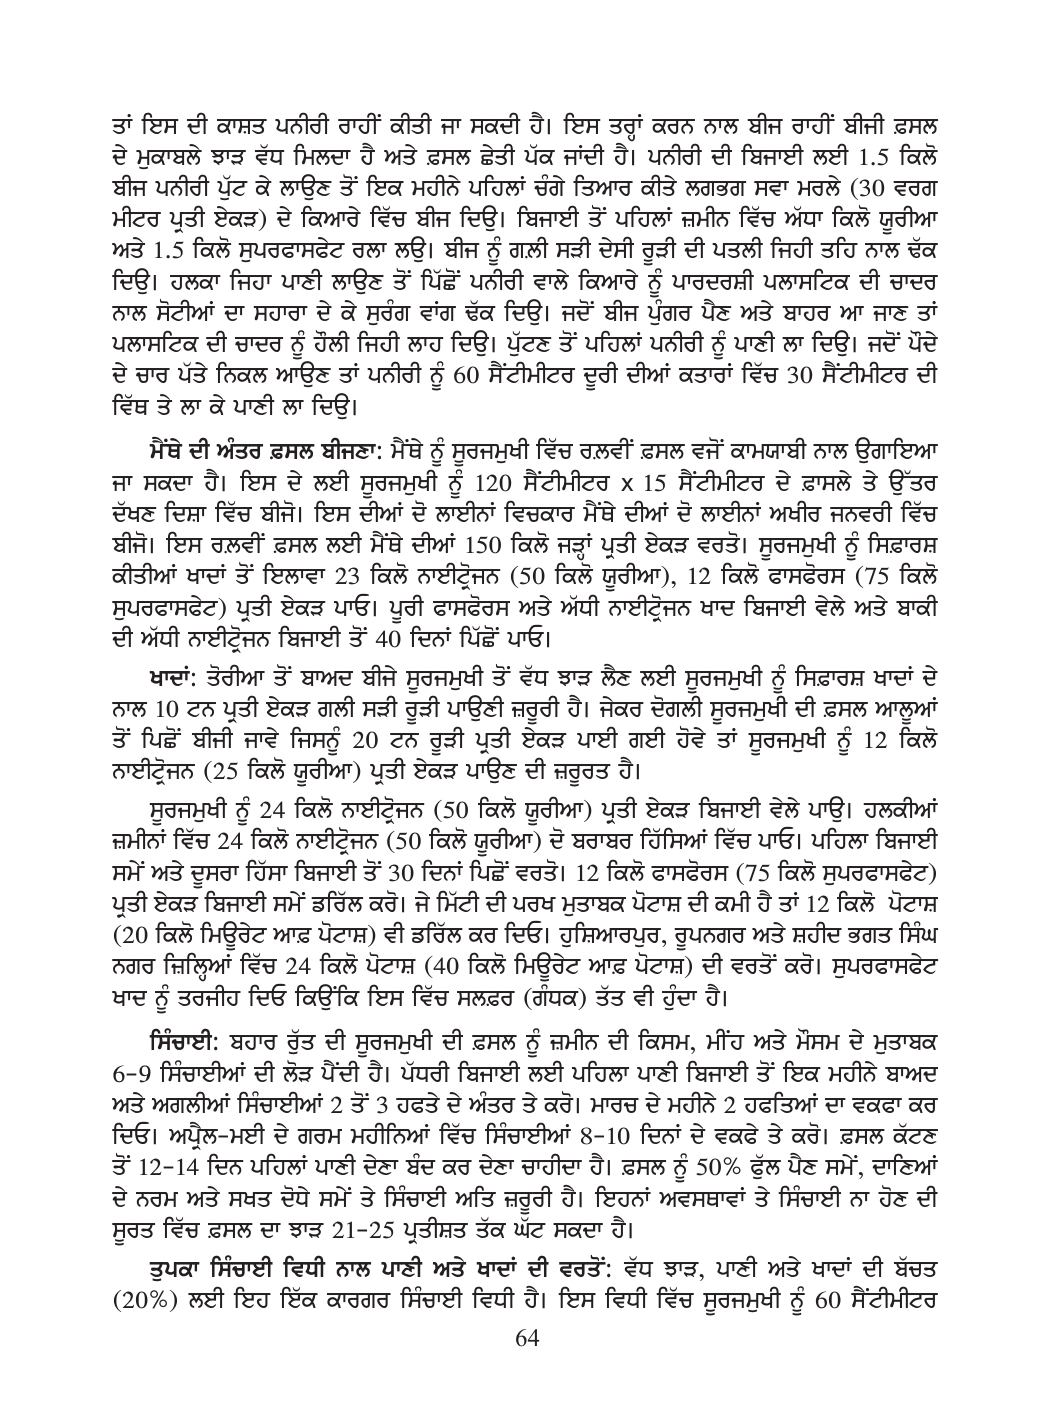 ਤਾਂ ਇਸ ਦੀ ਕਾਸ਼ਤ ਪਨੀਰੀ ਰਾਹੀਂ ਕੀਤੀ ਜਾ ਸਕਦੀ ਹੈ। ਇਸ ਤਰ੍ਹਾਂ ਕਰਨ ਨਾਲ ਬੀਜ ਰਾਹੀਂ ਬੀਜੀ ਫ਼ਸਲ
ਦੇ ਮੁਕਾਬਲੇ ਝਾੜ ਵੱਧ ਮਿਲਦਾ ਹੈ ਅਤੇ ਫ਼ਸਲ ਛੇਤੀ ਪੱਕ ਜਾਂਦੀ ਹੈ। ਪਨੀਰੀ ਦੀ ਬਿਜਾਈ ਲਈ 1.5 ਕਿਲੋ
ਬੀਜ ਪਨੀਰੀ ਪੁੱਟ ਕੇ ਲਾਉਣ ਤੋਂ ਇਕ ਮਹੀਨੇ ਪਹਿਲਾਂ ਚੰਗੇ ਤਿਆਰ ਕੀਤੇ ਲਗਭਗ ਸਵਾ ਮਰਲੇ (30 ਵਰਗ
ਮੀਟਰ ਪ੍ਰਤੀ ਏਕੜ) ਦੇ ਕਿਆਰੇ ਵਿੱਚ ਬੀਜ ਦਿਉ। ਬਿਜਾਈ ਤੋਂ ਪਹਿਲਾਂ ਜ਼ਮੀਨ ਵਿੱਚ ਅੱਧਾ ਕਿਲੋ ਯੂਰੀਆ
ਅਤੇ 1.5 ਕਿਲੋ ਸੁਪਰਫਾਸਫੇਟ ਰਲਾ ਲਉ। ਬੀਜ ਨੂੰ ਗਲ਼ੀ ਸੜੀ ਦੇਸੀ ਰੂੜੀ ਦੀ ਪਤਲੀ ਜਿਹੀ ਤਹਿ ਨਾਲ ਢੱਕ
ਦਿਉ। ਹਲਕਾ ਜਿਹਾ ਪਾਣੀ ਲਾਉਣ ਤੋਂ ਪਿੱਛੋਂ ਪਨੀਰੀ ਵਾਲੇ ਕਿਆਰੇ ਨੂੰ ਪਾਰਦਰਸ਼ੀ ਪਲਾਸਟਿਕ ਦੀ ਚਾਦਰ
ਨਾਲ ਸੋਟੀਆਂ ਦਾ ਸਹਾਰਾ ਦੇ ਕੇ ਸੁਰੰਗ ਵਾਂਗ ਢੱਕ ਦਿਉ। ਜਦੋਂ ਬੀਜ ਪੁੰਗਰ ਪੈਣ ਅਤੇ ਬਾਹਰ ਆ ਜਾਣ ਤਾਂ
ਪਲਾਸਟਿਕ ਦੀ ਚਾਦਰ ਨੂੰ ਹੌਲੀ ਜਿਹੀ ਲਾਹ ਦਿਉ। ਪੁੱਟਣ ਤੋਂ ਪਹਿਲਾਂ ਪਨੀਰੀ ਨੂੰ ਪਾਣੀ ਲਾ ਦਿਉ। ਜਦੋਂ ਪੌਦੇ
ਦੇ ਚਾਰ ਪੱਤੇ ਨਿਕਲ ਆਉਣ ਤਾਂ ਪਨੀਰੀ ਨੂੰ 60 ਸੈਂਟੀਮੀਟਰ ਦੂਰੀ ਦੀਆਂ ਕਤਾਰਾਂ ਵਿੱਚ 30 ਸੈਂਟੀਮੀਟਰ ਦੀ
ਵਿੱਥ ਤੇ ਲਾ ਕੇ ਪਾਣੀ ਲਾ ਦਿਉ।
ਮੈਂਥੇ ਦੀ ਅੰਤਰ ਫ਼ਸਲ ਬੀਜਣਾ: ਮੈਂਥੇ ਨੂੰ ਸੂਰਜਮੁਖੀ ਵਿੱਚ ਰਲ਼ਵੀਂ ਫ਼ਸਲ ਵਜੋਂ ਕਾਮਯਾਬੀ ਨਾਲ ਉਗਾਇਆ
ਜਾ ਸਕਦਾ ਹੈ। ਇਸ ਦੇ ਲਈ ਸੂਰਜਮੁਖੀ ਨੂੰ 120 ਸੈਂਟੀਮੀਟਰ x 15 ਸੈਂਟੀਮੀਟਰ ਦੇ ਫ਼ਾਸਲੇ ਤੇ ਉੱਤਰ
ਦੱਖਣ ਦਿਸ਼ਾ ਵਿੱਚ ਬੀਜੋ। ਇਸ ਦੀਆਂ ਦੋ ਲਾਈਨਾਂ ਵਿਚਕਾਰ ਮੈਂਥੇ ਦੀਆਂ ਦੋ ਲਾਈਨਾਂ ਅਖੀਰ ਜਨਵਰੀ ਵਿੱਚ
ਬੀਜੋ। ਇਸ ਰਲ਼ਵੀਂ ਫ਼ਸਲ ਲਈ ਮੈਂਥੇ ਦੀਆਂ 150 ਕਿਲੋ ਜੜ੍ਹਾਂ ਪ੍ਰਤੀ ਏਕੜ ਵਰਤੋ। ਸੂਰਜਮੁਖੀ ਨੂੰ ਸਿਫ਼ਾਰਸ਼
ਕੀਤੀਆਂ ਖਾਦਾਂ ਤੋਂ ਇਲਾਵਾ 23 ਕਿਲੋ ਨਾਈਟ੍ਰੋਜਨ (50 ਕਿਲੋ ਯੂਰੀਆ), 12 ਕਿਲੋ ਫਾਸਫੋਰਸ (75 ਕਿਲੋ
ਸੁਪਰਫਾਸਫੇਟ) ਪ੍ਰਤੀ ਏਕੜ ਪਾਓ। ਪੂਰੀ ਫਾਸਫੋਰਸ ਅਤੇ ਅੱਧੀ ਨਾਈਟ੍ਰੋਜਨ ਖਾਦ ਬਿਜਾਈ ਵੇਲੇ ਅਤੇ ਬਾਕੀ
ਦੀ ਅੱਧੀ ਨਾਈਟ੍ਰੋਜਨ ਬਿਜਾਈ ਤੋਂ 40 ਦਿਨਾਂ ਪਿੱਛੋਂ ਪਾਓ।
ਖਾਦਾਂ: ਤੋਰੀਆ ਤੋਂ ਬਾਅਦ ਬੀਜੇ ਸੂਰਜਮੁਖੀ ਤੋਂ ਵੱਧ ਝਾੜ ਲੈਣ ਲਈ ਸੂਰਜਮੁਖੀ ਨੂੰ ਸਿਫ਼ਾਰਸ਼ ਖਾਦਾਂ ਦੇ
ਨਾਲ 10 ਟਨ ਪ੍ਰਤੀ ਏਕੜ ਗਲੀ ਸੜੀ ਰੂੜੀ ਪਾਉਣੀ ਜ਼ਰੂਰੀ ਹੈ। ਜੇਕਰ ਦੋਗਲੀ ਸੂਰਜਮੁਖੀ ਦੀ ਫ਼ਸਲ ਆਲੂਆਂ
ਤੋਂ ਪਿਛੋਂ ਬੀਜੀ ਜਾਵੇ ਜਿਸਨੂੰ 20 ਟਨ ਰੂੜੀ ਪ੍ਰਤੀ ਏਕੜ ਪਾਈ ਗਈ ਹੋਵੇ ਤਾਂ ਸੂਰਜਮੁਖੀ ਨੂੰ 12 ਕਿਲੋ
ਨਾਈਟ੍ਰੋਜਨ (25 ਕਿਲੋ ਯੂਰੀਆ) ਪ੍ਰਤੀ ਏਕੜ ਪਾਉਣ ਦੀ ਜ਼ਰੂਰਤ ਹੈ।
ਸੂਰਜਮੁਖੀ ਨੂੰ 24 ਕਿਲੋ ਨਾਈਟ੍ਰੋਜਨ (50 ਕਿਲੋ ਯੂਰੀਆ) ਪ੍ਰਤੀ ਏਕੜ ਬਿਜਾਈ ਵੇਲੇ ਪਾਉ। ਹਲਕੀਆਂ
ਜ਼ਮੀਨਾਂ ਵਿੱਚ 24 ਕਿਲੋ ਨਾਈਟ੍ਰੋਜਨ (50 ਕਿਲੋ ਯੂਰੀਆ) ਦੋ ਬਰਾਬਰ ਹਿੱਸਿਆਂ ਵਿੱਚ ਪਾਓ। ਪਹਿਲਾ ਬਿਜਾਈ
ਸਮੇਂ ਅਤੇ ਦੂਸਰਾ ਹਿੱਸਾ ਬਿਜਾਈ ਤੋਂ 30 ਦਿਨਾਂ ਪਿਛੋਂ ਵਰਤੋ। 12 ਕਿਲੋ ਫਾਸਫੋਰਸ (75 ਕਿਲੋ ਸੁਪਰਫਾਸਫੇਟ)
ਪ੍ਰਤੀ ਏਕੜ ਬਿਜਾਈ ਸਮੇਂ ਡਰਿੱਲ ਕਰੋ। ਜੇ ਮਿੱਟੀ ਦੀ ਪਰਖ ਮੁਤਾਬਕ ਪੋਟਾਸ਼ ਦੀ ਕਮੀ ਹੈ ਤਾਂ 12 ਕਿਲੋ ਪੋਟਾਸ਼
(20 ਕਿਲੋ ਮਿਊਰੇਟ ਆਫ਼ ਪੋਟਾਸ਼) ਵੀ ਡਰਿੱਲ ਕਰ ਦਿਓ। ਹੁਸ਼ਿਆਰਪੁਰ, ਰੂਪਨਗਰ ਅਤੇ ਸ਼ਹੀਦ ਭਗਤ ਸਿੰਘ
ਨਗਰ ਜ਼ਿਲ੍ਹਿਆਂ ਵਿੱਚ 24 ਕਿਲੋ ਪੋਟਾਸ਼ (40 ਕਿਲੋ ਮਿਊਰੇਟ ਆਫ਼ ਪੋਟਾਸ਼) ਦੀ ਵਰਤੋਂ ਕਰੋ। ਸੁਪਰਫਾਸਫੇਟ
ਖਾਦ ਨੂੰ ਤਰਜੀਹ ਦਿਓ ਕਿਉਂਕਿ ਇਸ ਵਿੱਚ ਸਲਫ਼ਰ (ਗੰਧਕ) ਤੱਤ ਵੀ ਹੁੰਦਾ ਹੈ।
ਸਿੰਚਾਈ: ਬਹਾਰ ਰੁੱਤ ਦੀ ਸੂਰਜਮੁਖੀ ਦੀ ਫ਼ਸਲ ਨੂੰ ਜ਼ਮੀਨ ਦੀ ਕਿਸਮ, ਮੀਂਹ ਅਤੇ ਮੌਸਮ ਦੇ ਮੁਤਾਬਕ
6-9 ਸਿੰਚਾਈਆਂ ਦੀ ਲੋੜ ਪੈਂਦੀ ਹੈ। ਪੱਧਰੀ ਬਿਜਾਈ ਲਈ ਪਹਿਲਾ ਪਾਣੀ ਬਿਜਾਈ ਤੋਂ ਇਕ ਮਹੀਨੇ ਬਾਅਦ
ਅਤੇ ਅਗਲੀਆਂ ਸਿੰਚਾਈਆਂ 2 ਤੋਂ 3 ਹਫਤੇ ਦੇ ਅੰਤਰ ਤੇ ਕਰੋ। ਮਾਰਚ ਦੇ ਮਹੀਨੇ 2 ਹਫਤਿਆਂ ਦਾ ਵਕਫਾ ਕਰ
ਦਿਓ। ਅਪ੍ਰੈਲ-ਮਈ ਦੇ ਗਰਮ ਮਹੀਨਿਆਂ ਵਿੱਚ ਸਿੰਚਾਈਆਂ 8-10 ਦਿਨਾਂ ਦੇ ਵਕਫੇ ਤੇ ਕਰੋ। ਫ਼ਸਲ ਕੱਟਣ
ਤੋਂ 12-14 ਦਿਨ ਪਹਿਲਾਂ ਪਾਣੀ ਦੇਣਾ ਬੰਦ ਕਰ ਦੇਣਾ ਚਾਹੀਦਾ ਹੈ। ਫ਼ਸਲ ਨੂੰ 50% ਫੁੱਲ ਪੈਣ ਸਮੇਂ, ਦਾਣਿਆਂ
ਦੇ ਨਰਮ ਅਤੇ ਸਖਤ ਦੋਧੇ ਸਮੇਂ ਤੇ ਸਿੰਚਾਈ ਅਤਿ ਜ਼ਰੂਰੀ ਹੈ। ਇਹਨਾਂ ਅਵਸਥਾਵਾਂ ਤੇ ਸਿੰਚਾਈ ਨਾ ਹੋਣ ਦੀ
ਸੂਰਤ ਵਿੱਚ ਫ਼ਸਲ ਦਾ ਝਾੜ 21-25 ਪ੍ਰਤੀਸ਼ਤ ਤੱਕ ਘੱਟ ਸਕਦਾ ਹੈ।
ਤੁਪਕਾ ਸਿੰਚਾਈ ਵਿਧੀ ਨਾਲ ਪਾਣੀ ਅਤੇ ਖਾਦਾਂ ਦੀ ਵਰਤੋਂ: ਵੱਧ ਝਾੜ, ਪਾਣੀ ਅਤੇ ਖਾਦਾਂ ਦੀ ਬੱਚਤ
(20%) ਲਈ ਇਹ ਇੱਕ ਕਾਰਗਰ ਸਿੰਚਾਈ ਵਿਧੀ ਹੈ। ਇਸ ਵਿਧੀ ਵਿੱਚ ਸੂਰਜਮੁਖੀ ਨੂੰ 60 ਸੈਂਟੀਮੀਟਰ
64